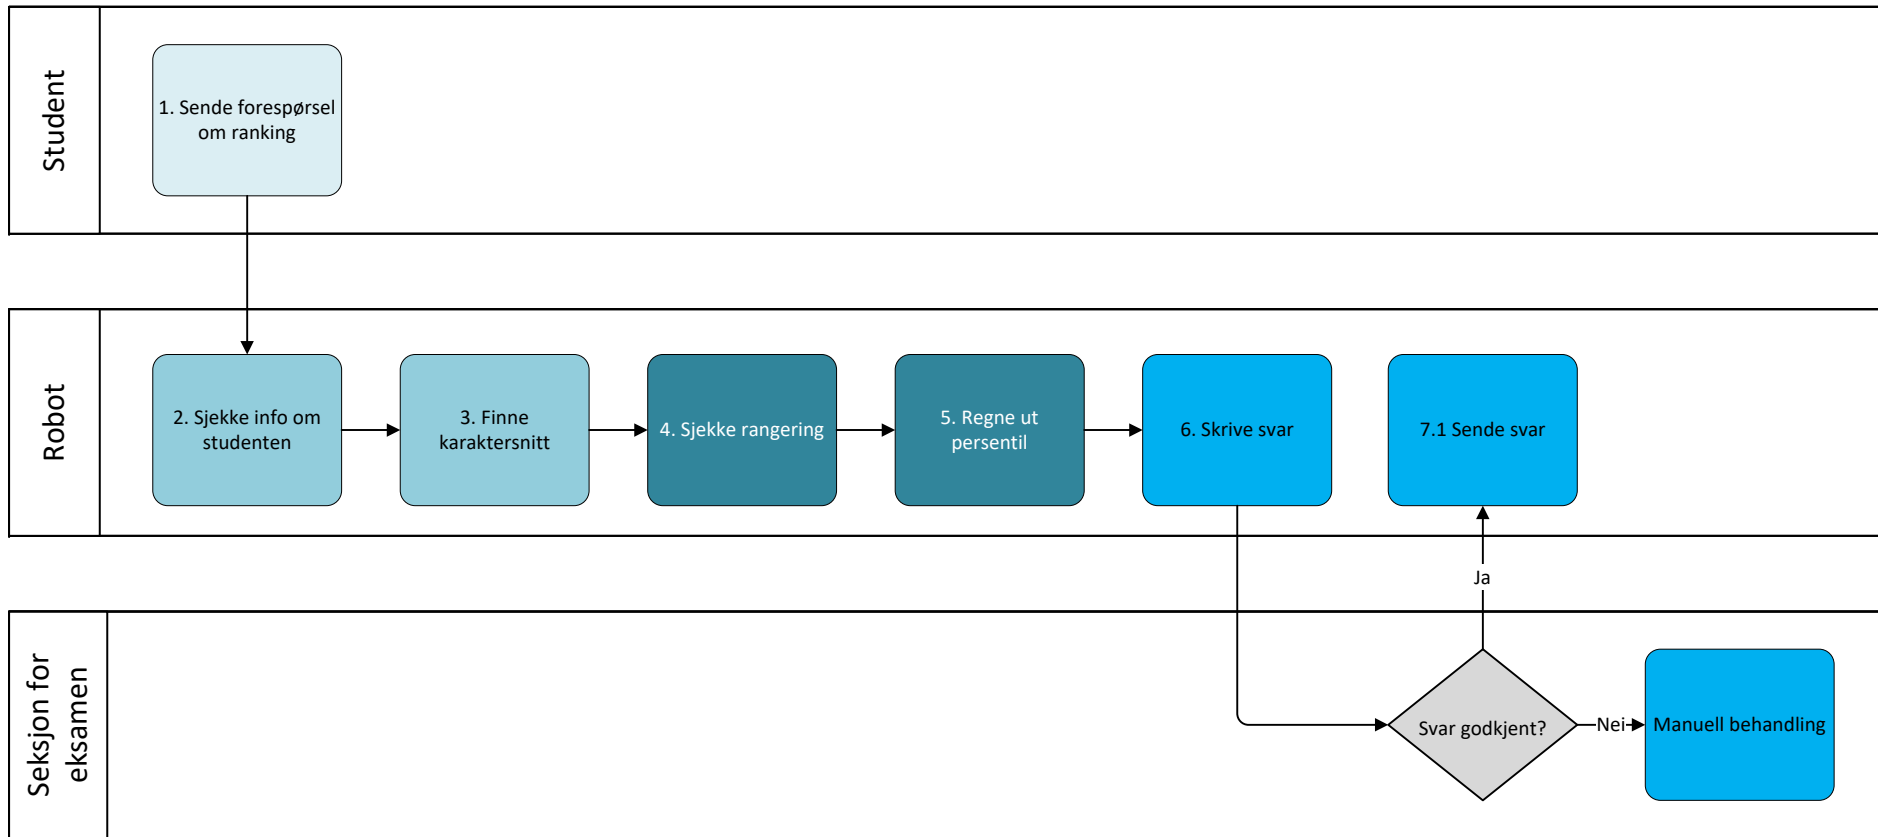 Student
1. Sende forespørsel
om ranking
Robot
2. Sjekke info om
studenten
3. Finne
karaktersnitt
4. Sjekke rangering
5. Regne ut
persentil
6. Skrive svar
7.1 Sende svar
Ja
Seksjon for
eksamen
Svar godkjent?
Nei
Manuell behandling